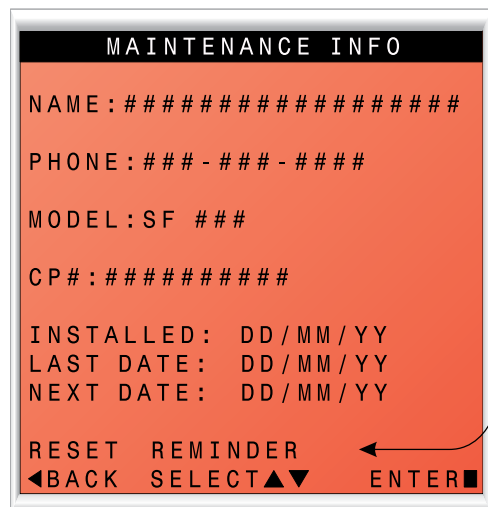 MAINTENANCE INFO
NAME:##################
PHONE:###-###-####
MODEL:SF ###
CP#:##########
INSTALLED: DD/MM/YY
LAST DATE: DD/MM/YY
NEXT DATE: DD/MM/YY
RESET REMINDER
◀BACK SELECT▲▼ ENTER■